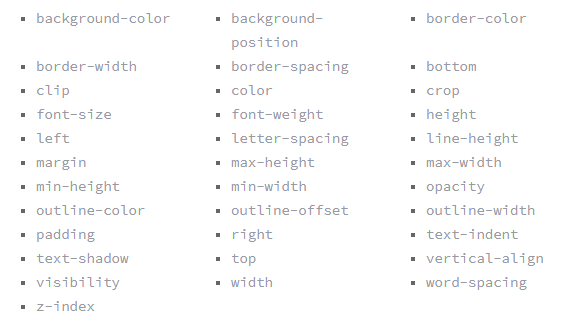 background-color background- border-color
position
border-width border-spacing bottom
clip color crop
font-size font-weight height
left letter-spacing line-height
margin max-height max-width
min-height min-width opacity
outline-color outline-offset outline-width
padding right text-indent
text-shadow top vertical-align
visibility width word-spacing
z-index